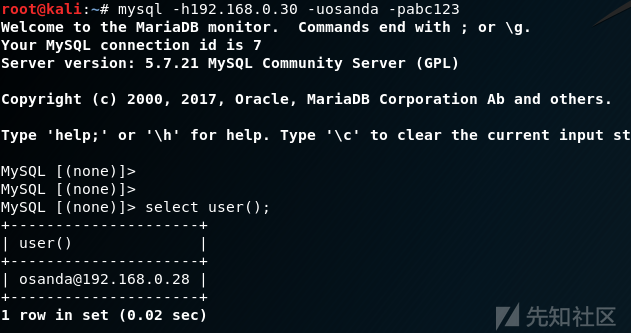 root@kali:~# mysql -h192.168.0.30 -uosanda -pabc123
Welcome to the MariaDB monitor.  Commands end with ; or \g.
Your MySQL connection id is 7
Server version: 5.7.21 MySQL Community Server (GPL)
Copyright (c) 2000, 2017, Oracle, MariaDB Corporation Ab and others.
Type 'help;' or '\h' for help. Type '\c' to clear the current input st
MySQL [(none)]>
MySQL [(none)]>
MySQL [(none)]> select user();
+---------------------+
| user()              |
+---------------------+
| osanda@192.168.0.28 |
+---------------------+
1 row in set (0.02 sec)
先知社区